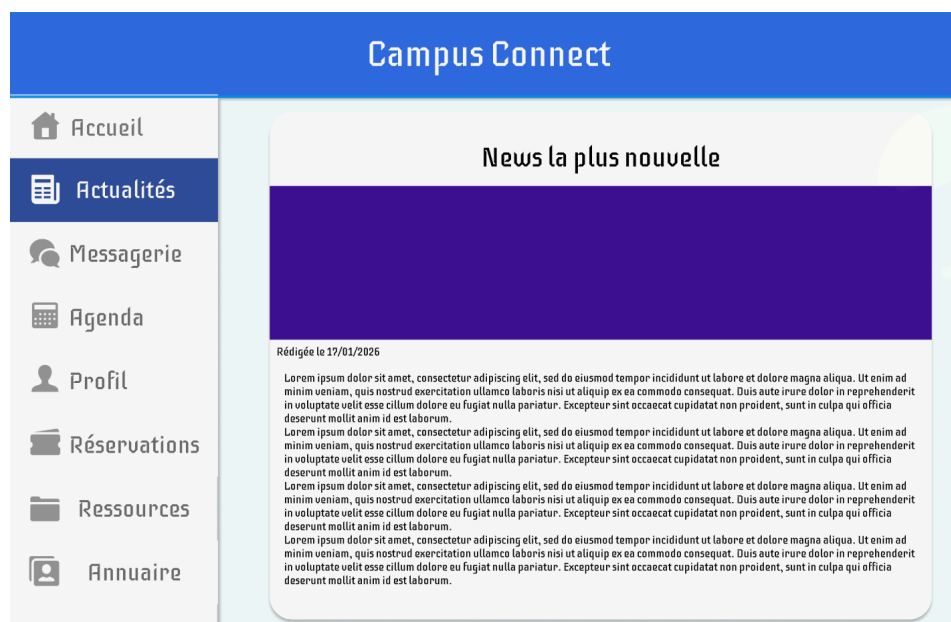 Campus Connect
Accueil
Actualités
Messagerie
Agenda
Profil
Réservations
Ressources
Annuaire
News la plus nouvelle
Rédigée le 17/01/2026
Lorem ipsum dolor sit amet, consectetur adipiscing elit, sed do eiusmod tempor incididunt ut labore et dolore magna aliqua. Ut enim ad
minim veniam, quis nostrud exercitation ullamco laboris nisi ut aliquip ex ea commodo consequat. Duis aute irure dolor in reprehenderit
in voluptate velit esse cillum dolore eu fugiat nulla pariatur. Excepteur sint occaecat cupidatat non proident, sunt in culpa qui officia
deserunt mollit anim id est laborum.
Lorem ipsum dolor sit amet, consectetur adipiscing elit, sed do eiusmod tempor incididunt ut labore et dolore magna aliqua. Ut enim ad
minim veniam, quis nostrud exercitation ullamco laboris nisi ut aliquip ex ea commodo consequat. Duis aute irure dolor in reprehenderit
in voluptate velit esse cillum dolore eu fugiat nulla pariatur. Excepteur sint occaecat cupidatat non proident, sunt in culpa qui officia
deserunt mollit anim id est laborum.
Lorem ipsum dolor sit amet, consectetur adipiscing elit, sed do eiusmod tempor incididunt ut labore et dolore magna aliqua. Ut enim ad
minim veniam, quis nostrud exercitation ullamco laboris nisi ut aliquip ex ea commodo consequat. Duis aute irure dolor in reprehenderit
in voluptate velit esse cillum dolore eu fugiat nulla pariatur. Excepteur sint occaecat cupidatat non proident, sunt in culpa qui officia
deserunt mollit anim id est laborum.
Lorem ipsum dolor sit amet, consectetur adipiscing elit, sed do eiusmod tempor incididunt ut labore et dolore magna aliqua. Ut enim ad
minim veniam, quis nostrud exercitation ullamco laboris nisi ut aliquip ex ea commodo consequat. Duis aute irure dolor in reprehenderit
in voluptate velit esse cillum dolore eu fugiat nulla pariatur. Excepteur sint occaecat cupidatat non proident, sunt in culpa qui officia
deserunt mollit anim id est laborum.